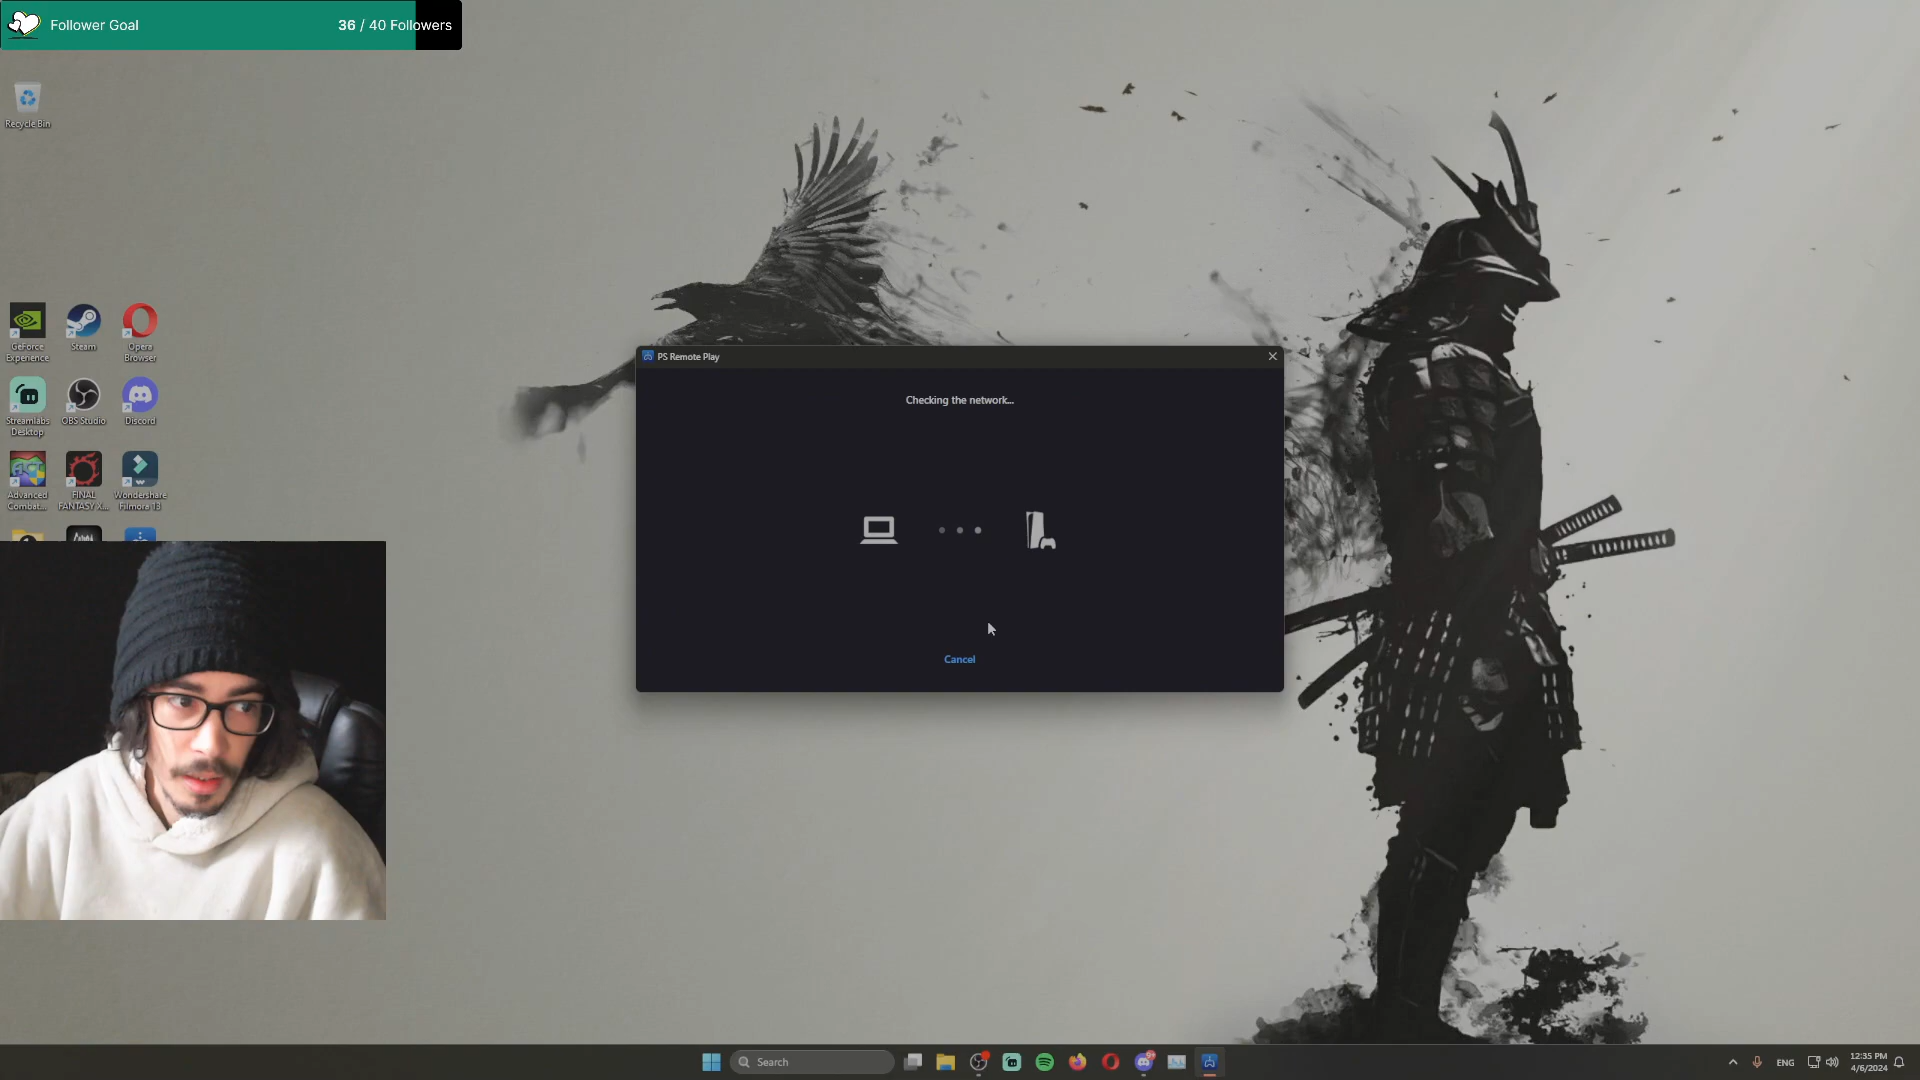 Follower Goal 36 / 40 Followers
Recycle Bin
GeForce Experience
Steam
Opera Browser
Streamlabs Desktop
OBS Studio
Discord
Advanced Combat...
FINAL FANTASY X...
Wondershare Filmora 13
PS Remote Play
Checking the network...
Cancel
Search
ENG
12:35 PM
4/6/2024